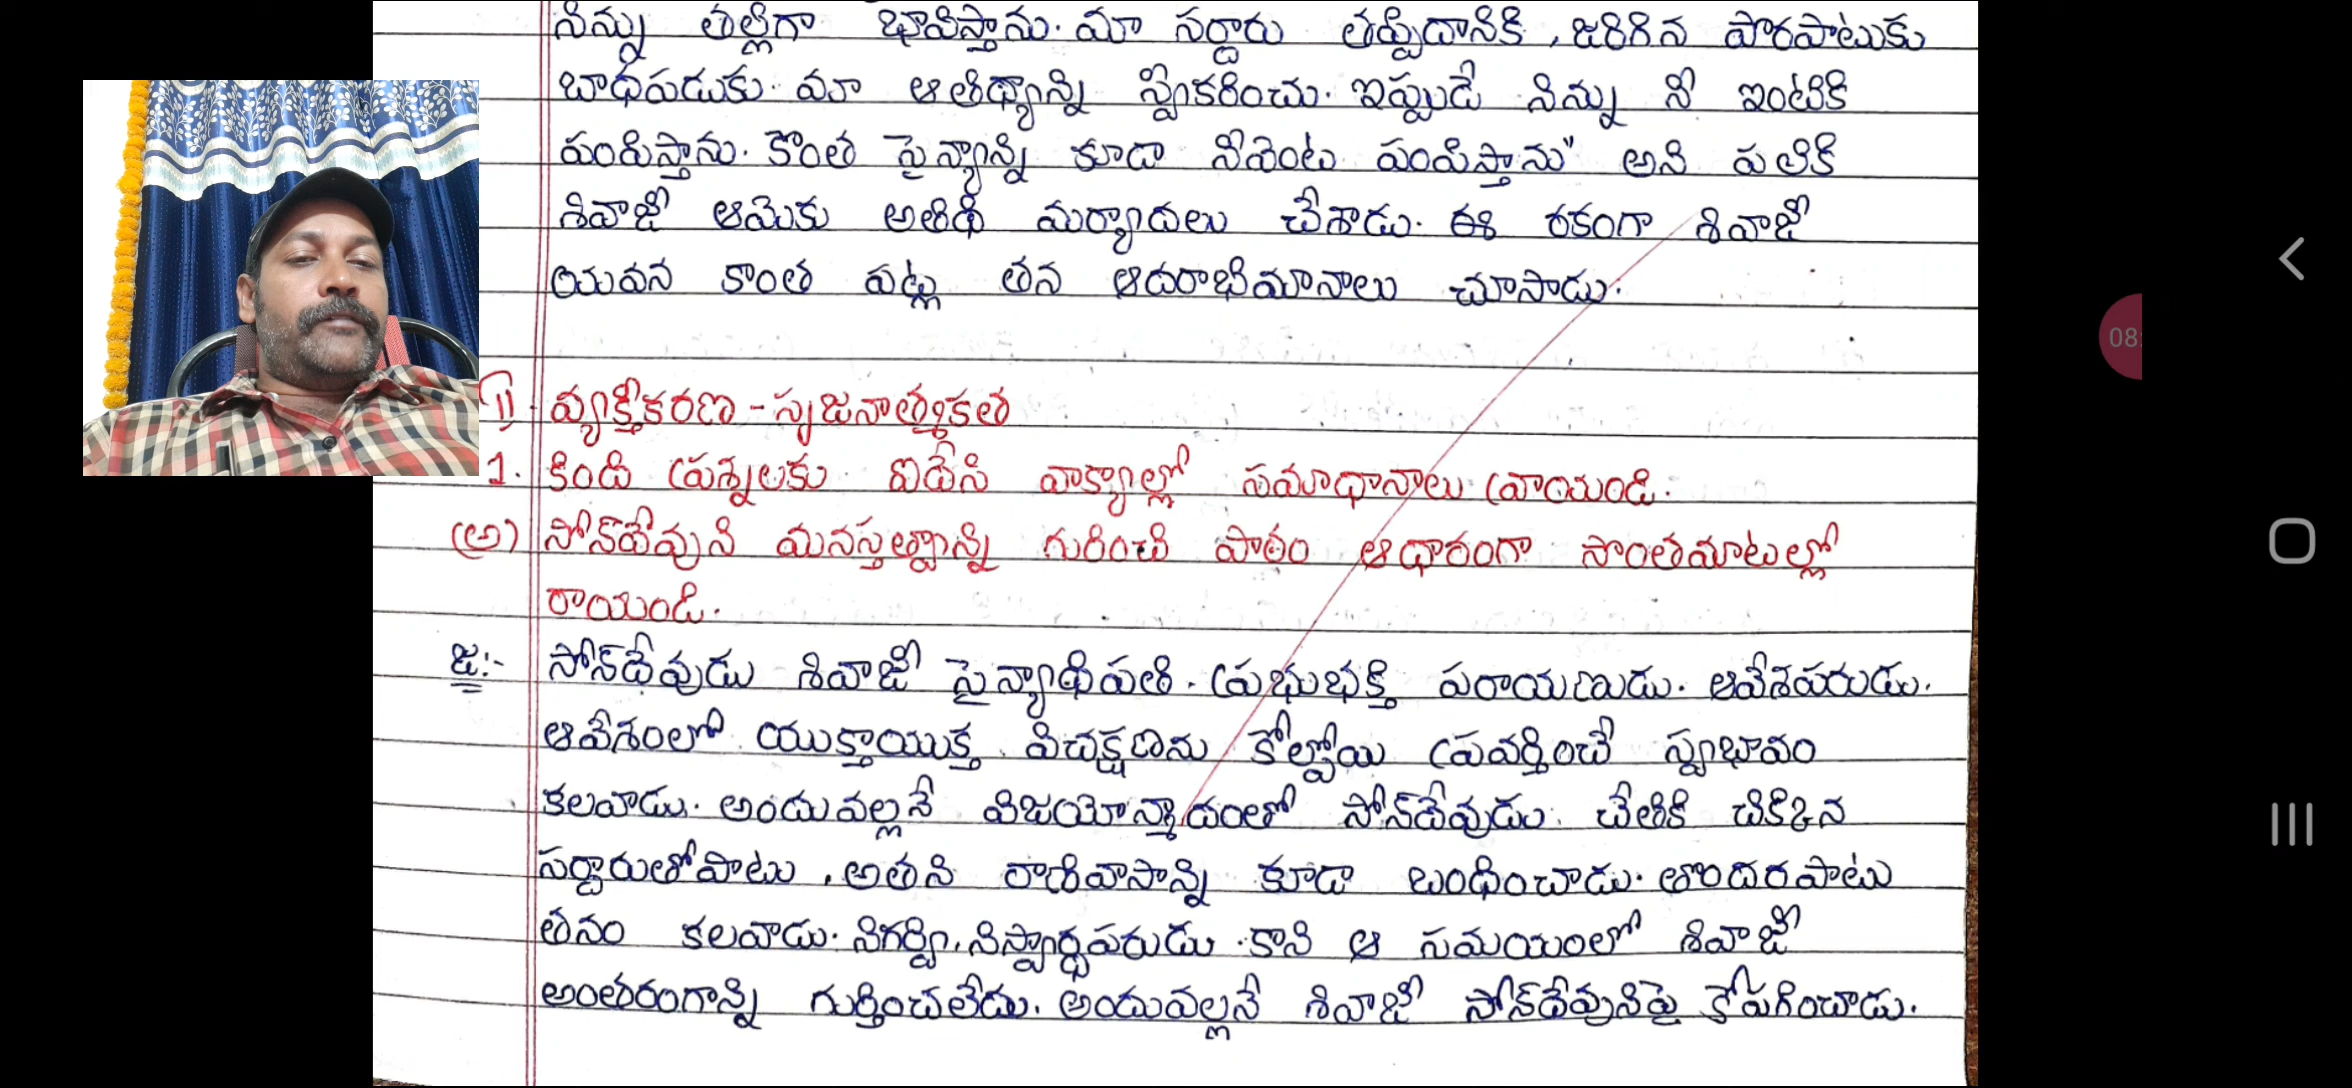 నిన్ను తల్లిగా భావిస్తాను. మా సర్దారు తప్పిదానికి, జరిగిన పొరపాటుకు
బాధపడుకు. మా ఆతిథ్యాన్ని స్వీకరించు. ఇప్పుడే నిన్ను నీ ఇంటికి
పంపిస్తాను. కొంత సైన్యాన్ని కూడా నీవెంట పంపిస్తాను" అని పలికి
శివాజీ ఆమెకు అతిథి మర్యాదలు చేశాడు. ఈ రకంగా శివాజీ
యవన కాంత పట్ల తన ఆదరాభిమానాలు చూసాడు.
II. వ్యక్తీకరణ - సృజనాత్మకత
1. కింది ప్రశ్నలకు ఐదేసి వాక్యాల్లో సమాధానాలు వ్రాయండి.
(అ) సోన్‌దేవుని మనస్తత్వాన్ని గురించి పాఠం ఆధారంగా సొంతమాటల్లో
రాయండి.
జ:- సోన్‌దేవుడు శివాజీ సైన్యాధిపతి. ప్రభుభక్తి పరాయణుడు. ఆవేశపరుడు.
ఆవేశంలో యుక్తాయుక్త విచక్షణను కోల్పోయి ప్రవర్తించే స్వభావం
కలవాడు. అందువల్లనే విజయోన్మాదంతో సోన్‌దేవుడు. చేతికి చిక్కిన
సర్దారుతోపాటు, అతని రాణివాసాన్ని కూడా బంధించాడు. తొందరపాటు
తనం కలవాడు. నిగర్వి, నిస్వార్థపరుడు. కాని ఆ సమయంలో శివాజీ
అంతరంగాన్ని గుర్తించలేదు. అందువల్లనే శివాజీ సోన్‌దేవునిపై కోపగించాడు.
08: